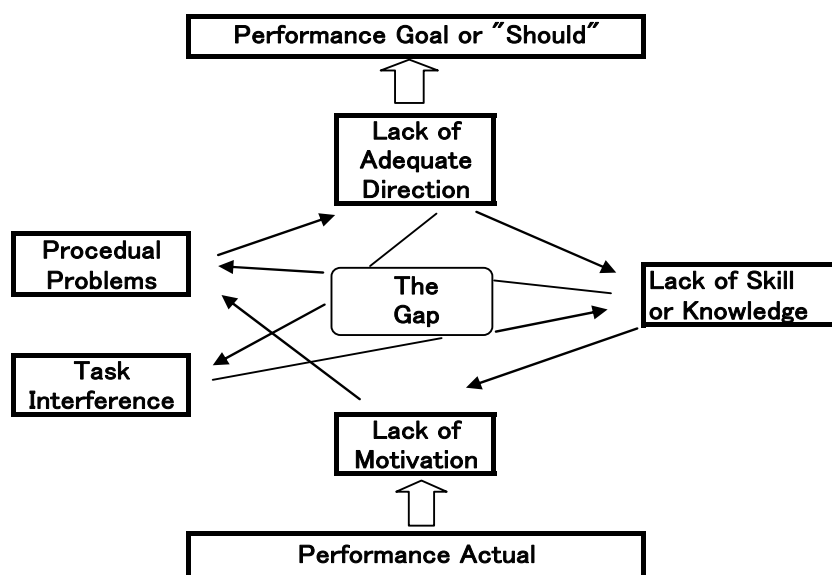 Performance Goal or "Should"
Lack of
Adequate
Direction
Procedual
Problems
The
Gap
Lack of Skill
or Knowledge
Task
Interference
Lack of
Motivation
Performance Actual